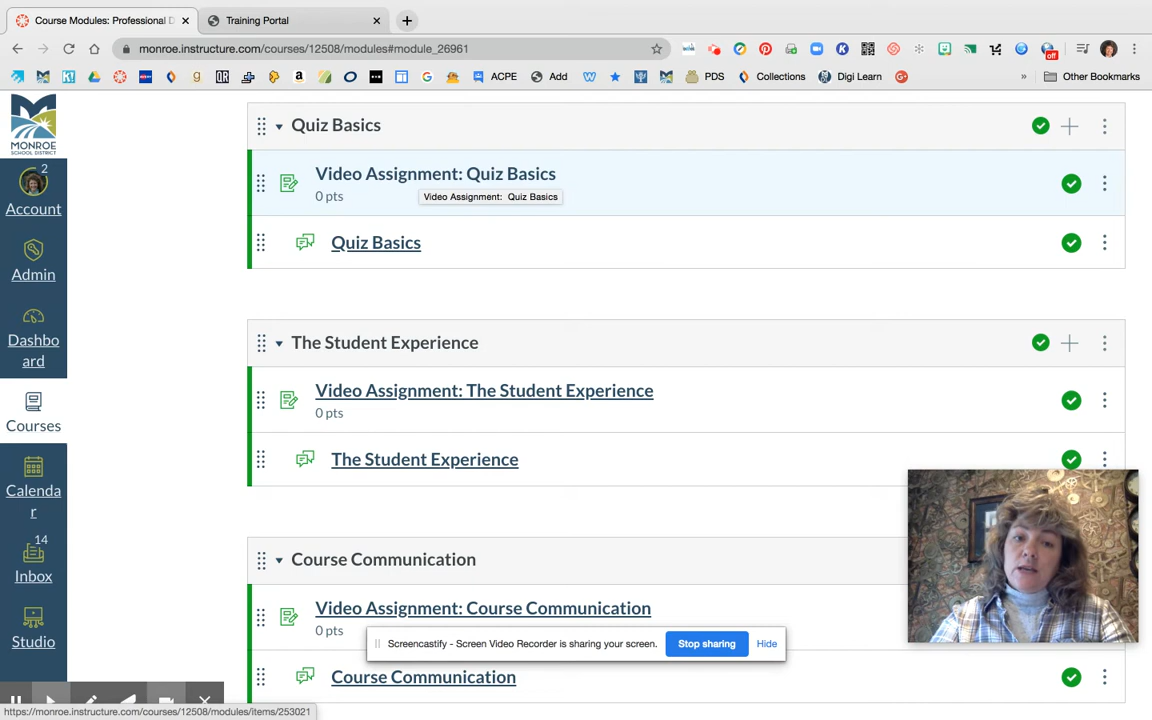 Course Modules: Professional D
Training Portal
monroe.instructure.com/courses/12508/modules#module_26961
off
ACPE
Add
PDS
Collections
Digi Learn
»
Other Bookmarks
MONROE
SCHOOL DISTRICT
2
Account
Admin
Dashbo
ard
Courses
Calenda
r
14
Inbox
Studio
Quiz Basics
Video Assignment: Quiz Basics
0 pts
Video Assignment: Quiz Basics
Quiz Basics
The Student Experience
Video Assignment: The Student Experience
0 pts
The Student Experience
Course Communication
Video Assignment: Course Communication
0 pts
Screencastify - Screen Video Recorder is sharing your screen.
Stop sharing
Hide
Course Communication
https://monroe.instructure.com/courses/12508/modules/items/253021